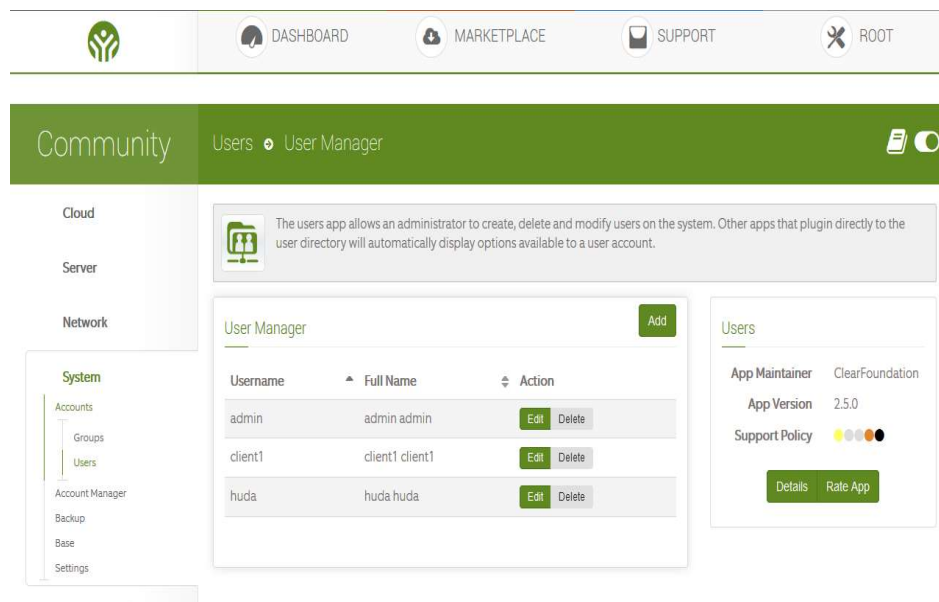 DASHBOARD
MARKETPLACE
SUPPORT
ROOT
Community
Users
User Manager
Cloud
Server
Network
System
Accounts
Groups
Users
Account Manager
Backup
Base
Settings
The users app allows an administrator to create, delete and modify users on the system. Other apps that plugin directly to the
user directory will automatically display options available to a user account.
User Manager
Add
Username Full Name Action
admin admin admin Edit Delete
client1 client1 client1 Edit Delete
huda huda huda Edit Delete
Users
App Maintainer ClearFoundation
App Version 2.5.0
Support Policy
Details Rate App